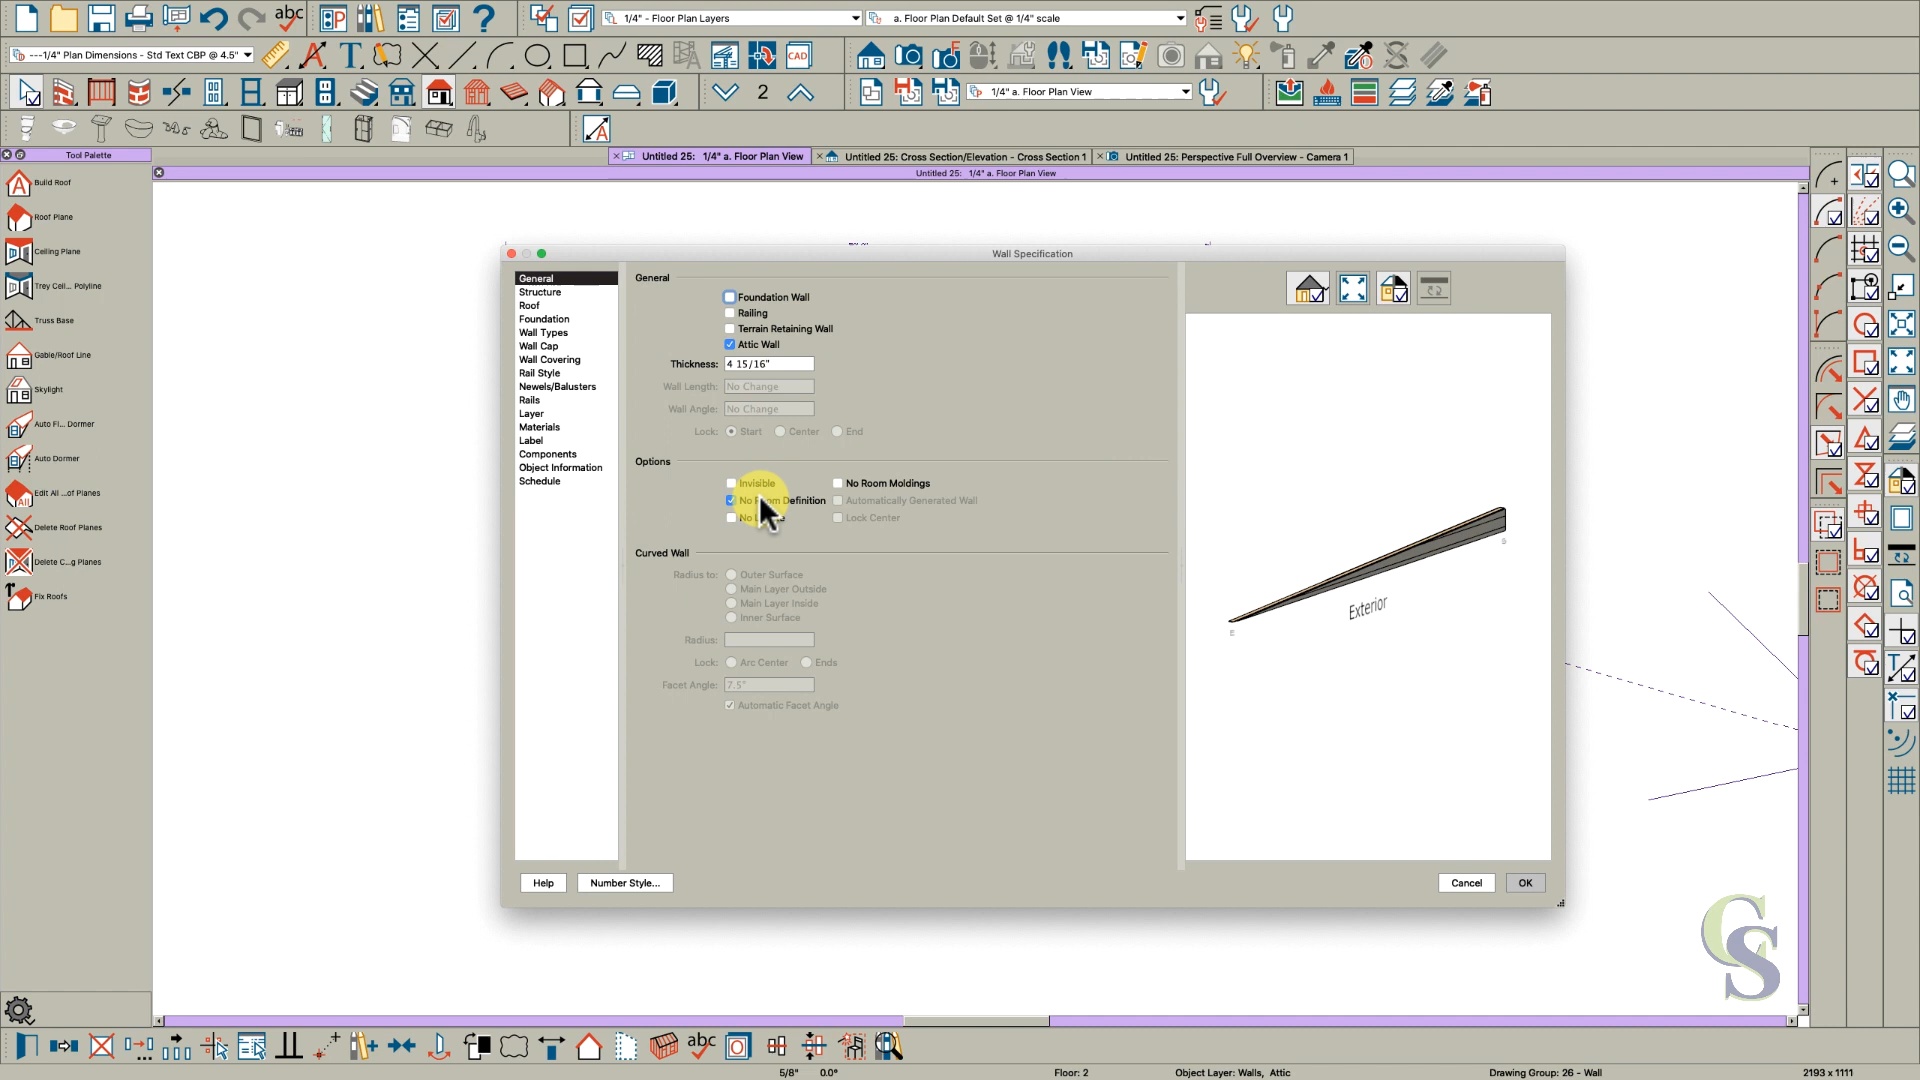 abc
1/4" - Floor Plan Layers
a. Floor Plan Default Set @ 1/4" scale
---1/4" Plan Dimensions - Std Text CBP @ 4.5"
CAD
2
1/4" a. Floor Plan View
Tool Palette
Untitled 25: 1/4" a. Floor Plan View
Untitled 25: Cross Section/Elevation - Cross Section 1
Untitled 25: Perspective Full Overview - Camera 1
Untitled 25: 1/4" a. Floor Plan View
Build Roof
Roof Plane
Ceiling Plane
Trey Ceil... Polyline
Truss Base
Gable/Roof Line
Skylight
Auto Fl... Dormer
Auto Dormer
Edit All ...of Planes
Delete Roof Planes
Delete C...g Planes
Fix Roofs
Wall Specification
General
Structure
Roof
Foundation
Wall Types
Wall Cap
Wall Covering
Rail Style
Newels/Balusters
Rails
Layer
Materials
Label
Components
Object Information
Schedule
General
Foundation Wall
Railing
Terrain Retaining Wall
Attic Wall
Thickness: 4 15/16"
Wall Length: No Change
Wall Angle: No Change
Lock: Start Center End
Options
Invisible No Room Moldings
No Room Definition Automatically Generated Wall
No Lock Center
Curved Wall
Radius to: Outer Surface
Main Layer Outside
Main Layer Inside
Inner Surface
Radius:
Lock: Arc Center Ends
Facet Angle: 7.5°
Automatic Facet Angle
Exterior
Help
Number Style...
Cancel
OK
CS
abc
5/8" 0.0° Floor: 2 Object Layer: Walls, Attic Drawing Group: 26 - Wall 2193 x 1111